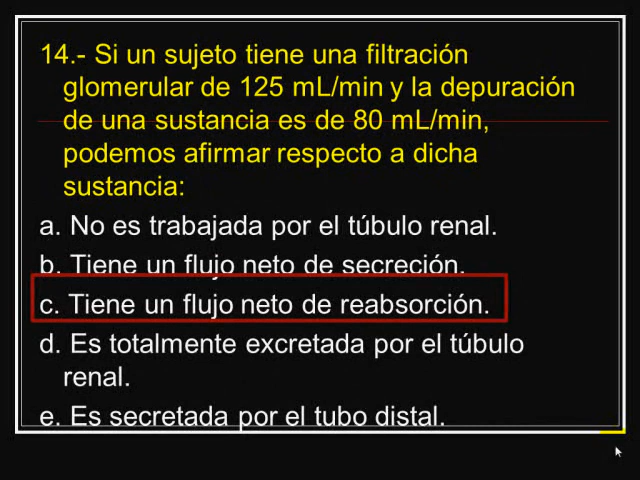 14.- Si un sujeto tiene una filtración
glomerular de 125 mL/min y la depuración
de una sustancia es de 80 mL/min,
podemos afirmar respecto a dicha
sustancia:
a. No es trabajada por el túbulo renal.
b. Tiene un flujo neto de secreción.
c. Tiene un flujo neto de reabsorción.
d. Es totalmente excretada por el túbulo
renal.
e. Es secretada por el tubo distal.